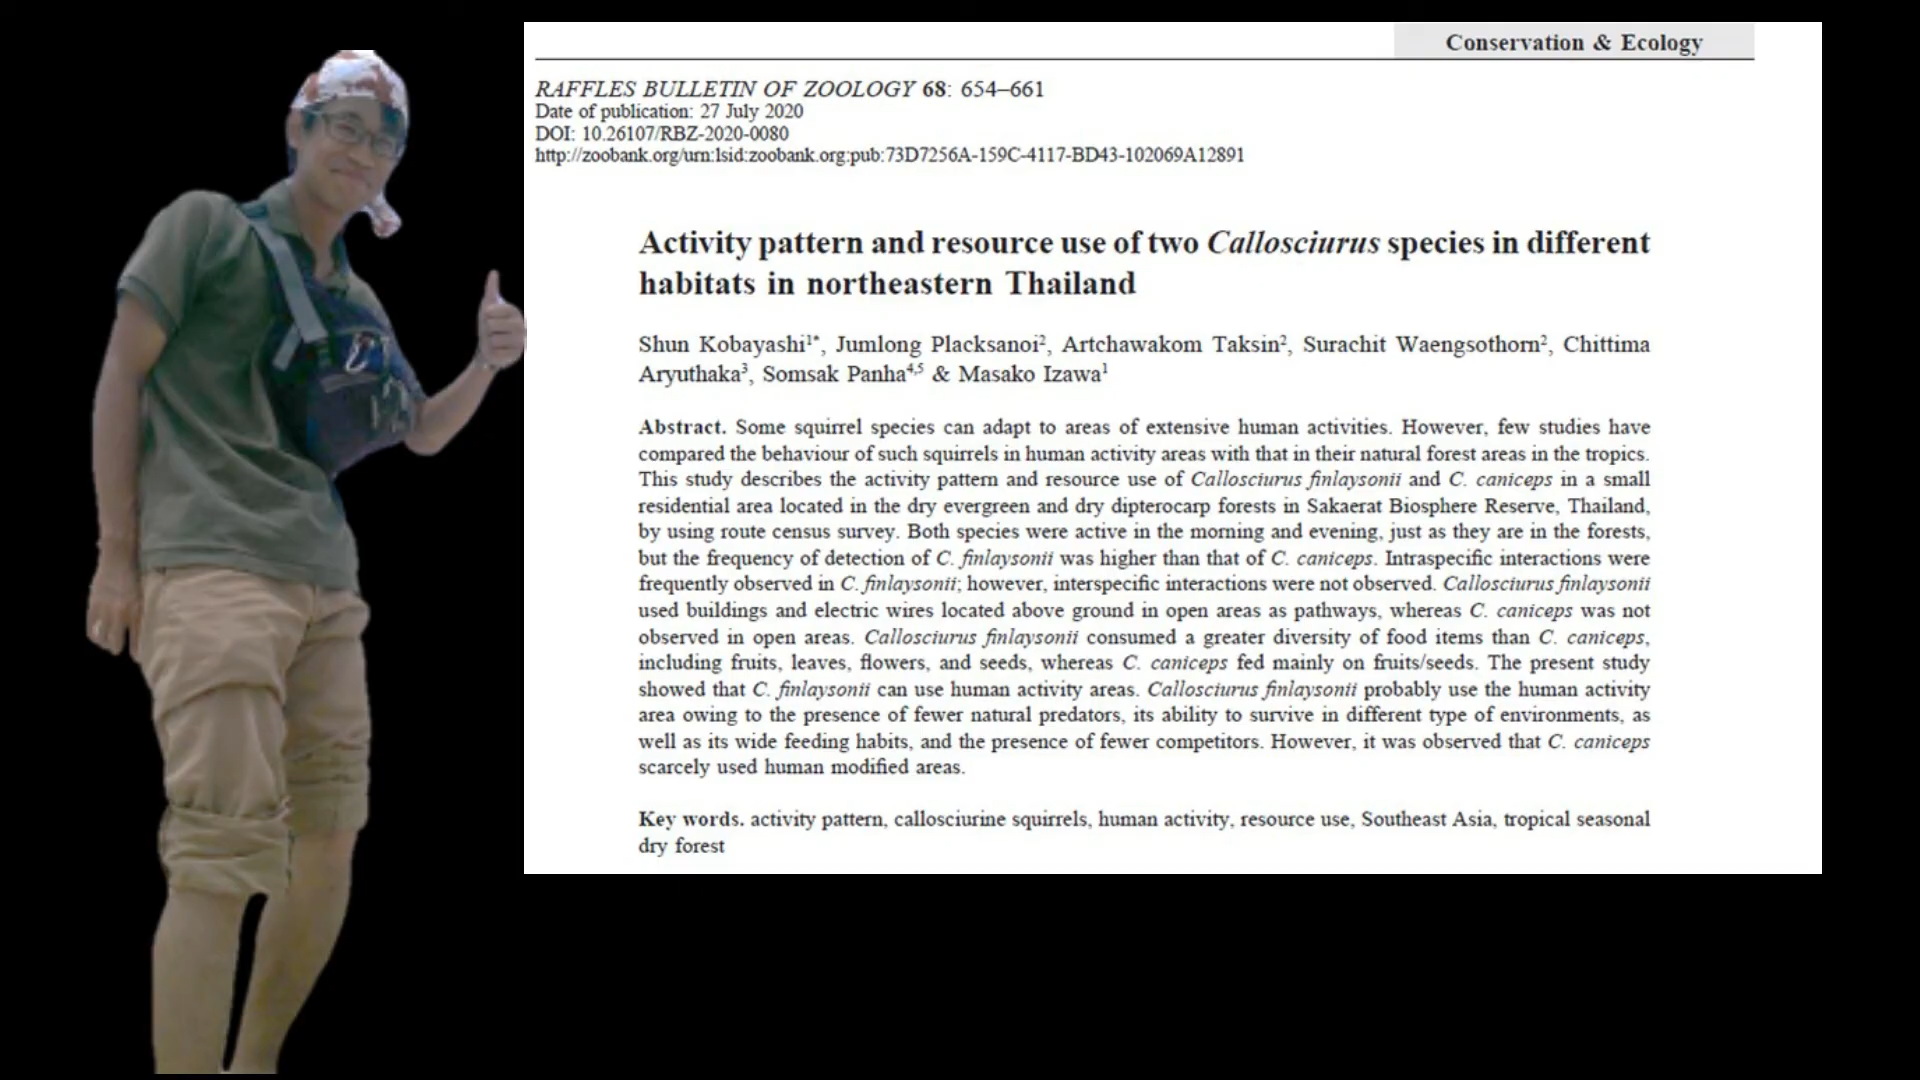 Conservation & Ecology
RAFFLES BULLETIN OF ZOOLOGY 68: 654–661
Date of publication: 27 July 2020
DOI: 10.26107/RBZ-2020-0080
http://zoobank.org/urn:lsid:zoobank.org:pub:73D7256A-159C-4117-BD43-102069A12891
Activity pattern and resource use of two Callosciurus species in different
habitats in northeastern Thailand
Shun Kobayashi1*, Jumlong Placksanoi2, Artchawakom Taksin2, Surachit Waengsothorn2, Chittima
Aryuthaka3, Somsak Panha4,5 & Masako Izawa1
Abstract. Some squirrel species can adapt to areas of extensive human activities. However, few studies have
compared the behaviour of such squirrels in human activity areas with that in their natural forest areas in the tropics.
This study describes the activity pattern and resource use of Callosciurus finlaysonii and C. caniceps in a small
residential area located in the dry evergreen and dry dipterocarp forests in Sakaerat Biosphere Reserve, Thailand,
by using route census survey. Both species were active in the morning and evening, just as they are in the forests,
but the frequency of detection of C. finlaysonii was higher than that of C. caniceps. Intraspecific interactions were
frequently observed in C. finlaysonii; however, interspecific interactions were not observed. Callosciurus finlaysonii
used buildings and electric wires located above ground in open areas as pathways, whereas C. caniceps was not
observed in open areas. Callosciurus finlaysonii consumed a greater diversity of food items than C. caniceps,
including fruits, leaves, flowers, and seeds, whereas C. caniceps fed mainly on fruits/seeds. The present study
showed that C. finlaysonii can use human activity areas. Callosciurus finlaysonii probably use the human activity
area owing to the presence of fewer natural predators, its ability to survive in different type of environments, as
well as its wide feeding habits, and the presence of fewer competitors. However, it was observed that C. caniceps
scarcely used human modified areas.
Key words. activity pattern, callosciurine squirrels, human activity, resource use, Southeast Asia, tropical seasonal
dry forest